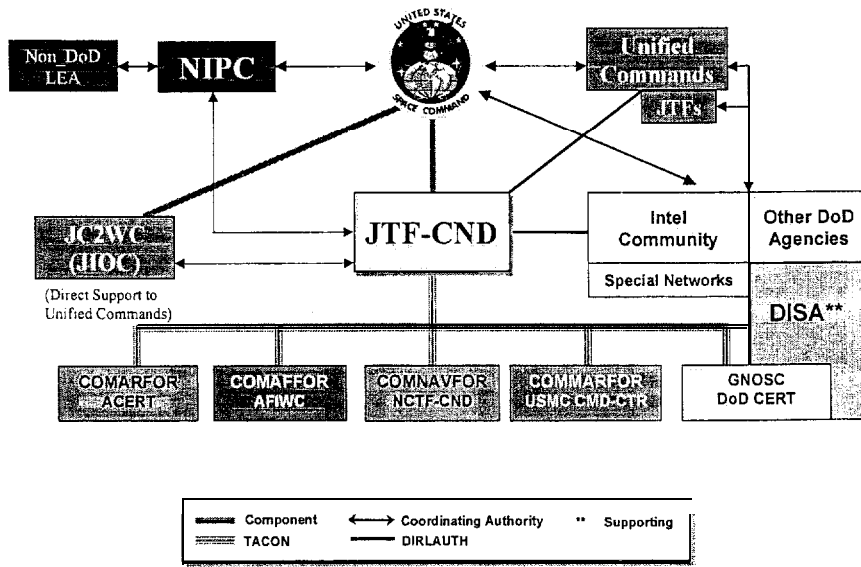 UNITED STATES
SPACE COMMAND
Non_DoD
LEA
NIPC
Unified
Commands
JTFs
JC2WC
(JIOC)
(Direct Support to
Unified Commands)
JTF-CND
Intel
Community
Other DoD
Agencies
Special Networks
DISA**
COMARFOR
ACERT
COMAFFOR
AFIWC
COMNAVFOR
NCTF-CND
COMMARFOR
USMC CMD-CTR
GNOSC
DoD CERT
Component
Coordinating Authority
** Supporting
TACON
DIRLAUTH